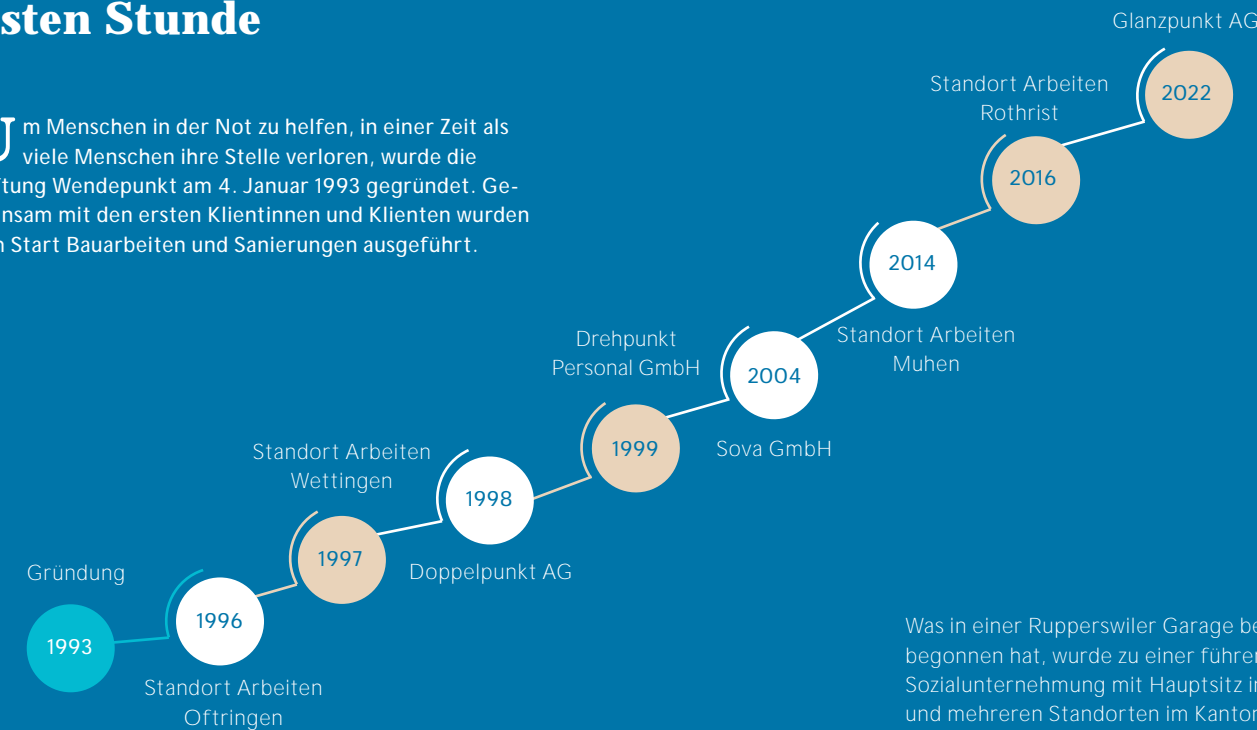 sten Stunde
Um Menschen in der Not zu helfen, in einer Zeit als
viele Menschen ihre Stelle verloren, wurde die
tung Wendepunkt am 4. Januar 1993 gegründet. Ge-
nsam mit den ersten Klientinnen und Klienten wurden
Start Bauarbeiten und Sanierungen ausgeführt.
Glanzpunkt AG
2022
Standort Arbeiten
Rothrist
2016
2014
Standort Arbeiten
Muhen
Drehpunkt
Personal GmbH
2004
1999
Sova GmbH
Standort Arbeiten
Wettingen
1998
1997
Doppelpunkt AG
Gründung
1996
1993
Standort Arbeiten
Oftringen
Was in einer Rupperswiler Garage be
begonnen hat, wurde zu einer führe
Sozialunternehmung mit Hauptsitz i
und mehreren Standorten im Kanton